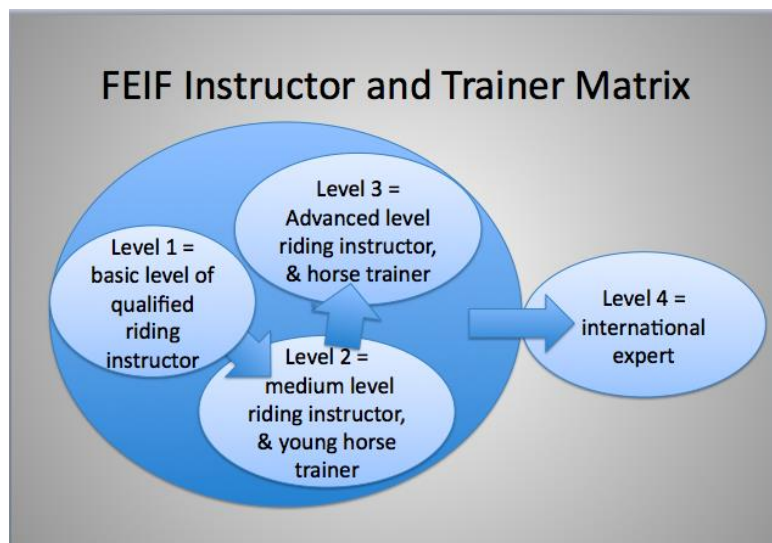 FEIF Instructor and Trainer Matrix
Level 1 =
basic level of
qualified
riding
instructor
Level 2 =
medium level
riding instructor,
& young horse
trainer
Level 3 =
Advanced level
riding instructor,
& horse trainer
Level 4 =
international
expert